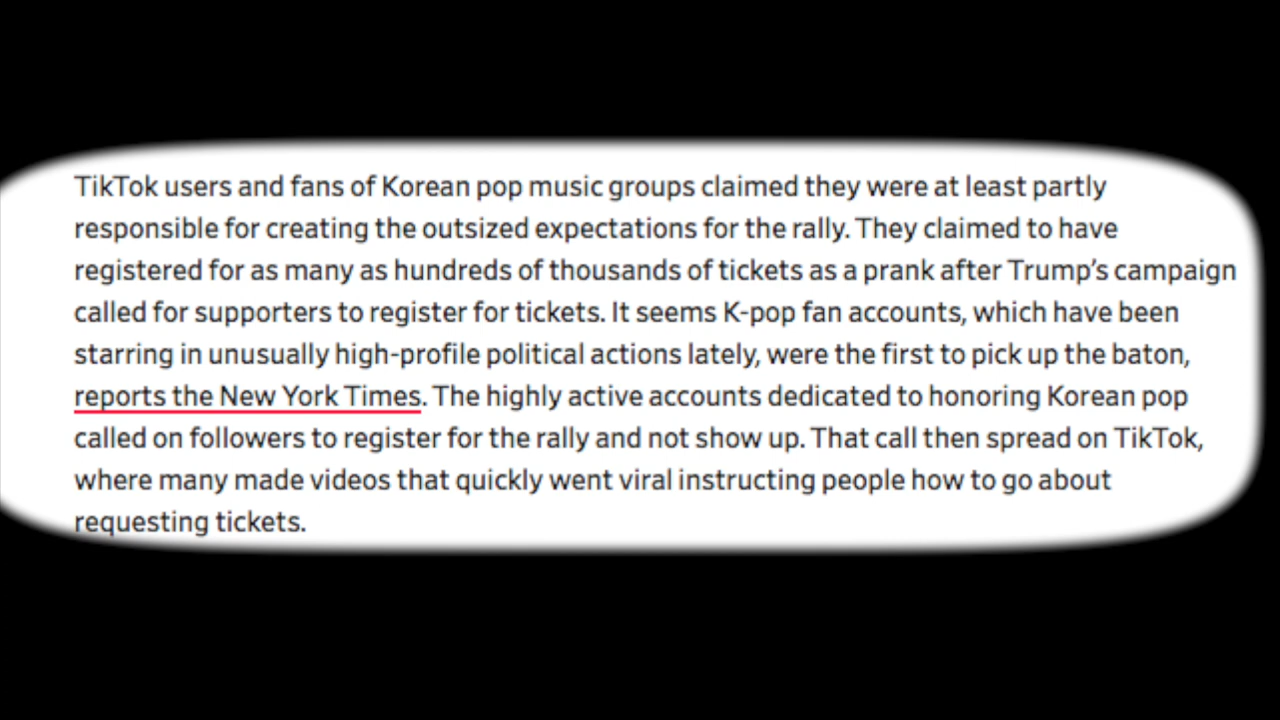 TikTok users and fans of Korean pop music groups claimed they were at least partly
responsible for creating the outsized expectations for the rally. They claimed to have
registered for as many as hundreds of thousands of tickets as a prank after Trump’s campaign
called for supporters to register for tickets. It seems K-pop fan accounts, which have been
starring in unusually high-profile political actions lately, were the first to pick up the baton,
reports the New York Times. The highly active accounts dedicated to honoring Korean pop
called on followers to register for the rally and not show up. That call then spread on TikTok,
where many made videos that quickly went viral instructing people how to go about
requesting tickets.